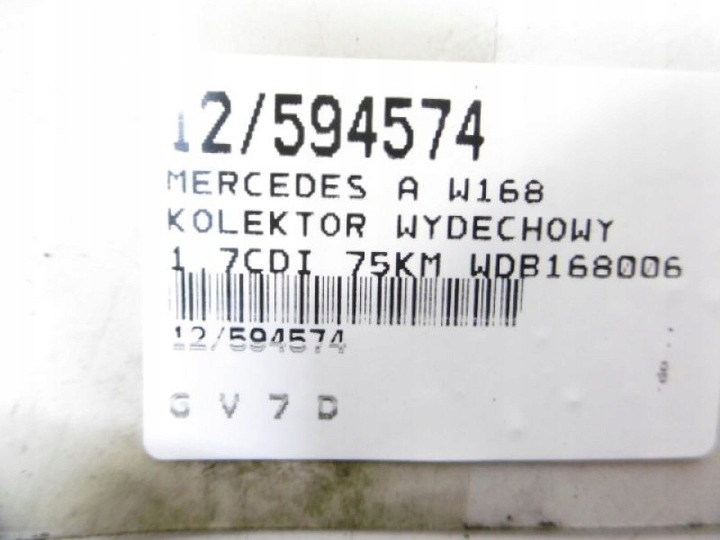 12/594574
MERCEDES A W168
KOLEKTOR WYDECHOWY
1.7CDI 75KM WDB168006
12/594574
G V 7 D